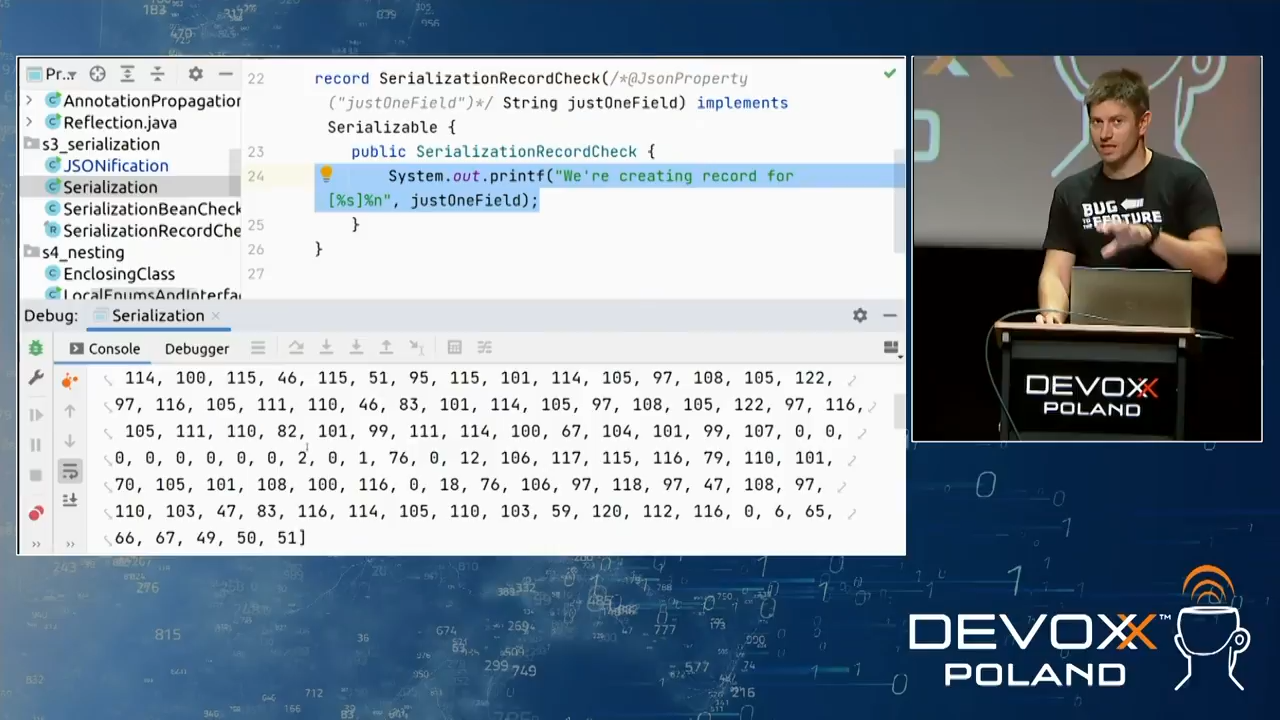 Pr...
AnnotationPropagation
Reflection.java
s3_serialization
JSONification
Serialization
SerializationBeanCheck
SerializationRecordChe
s4_nesting
EnclosingClass
LocalEnumsAndInterfac
22 record SerializationRecordCheck(/*@JsonProperty
("justOneField")*/ String justOneField) implements
Serializable {
23 public SerializationRecordCheck {
24 System.out.printf("We're creating record for
[%s]%n", justOneField);
25 }
26 }
27
Debug: Serialization ×
Console Debugger
114, 100, 115, 46, 115, 51, 95, 115, 101, 114, 105, 97, 108, 105, 122,
97, 116, 105, 111, 110, 46, 83, 101, 114, 105, 97, 108, 105, 122, 97, 116,
105, 111, 110, 82, 101, 99, 111, 114, 100, 67, 104, 101, 99, 107, 0, 0,
0, 0, 0, 0, 0, 0, 2, 0, 1, 76, 0, 12, 106, 117, 115, 116, 79, 110, 101,
70, 105, 101, 108, 100, 116, 0, 18, 76, 106, 97, 118, 97, 47, 108, 97,
110, 103, 47, 83, 116, 114, 105, 110, 103, 59, 120, 112, 116, 0, 6, 65,
66, 67, 49, 50, 51]
BUG
TO THE
FEATURE
DEVOXX
POLAND
DEVOXX™
POLAND